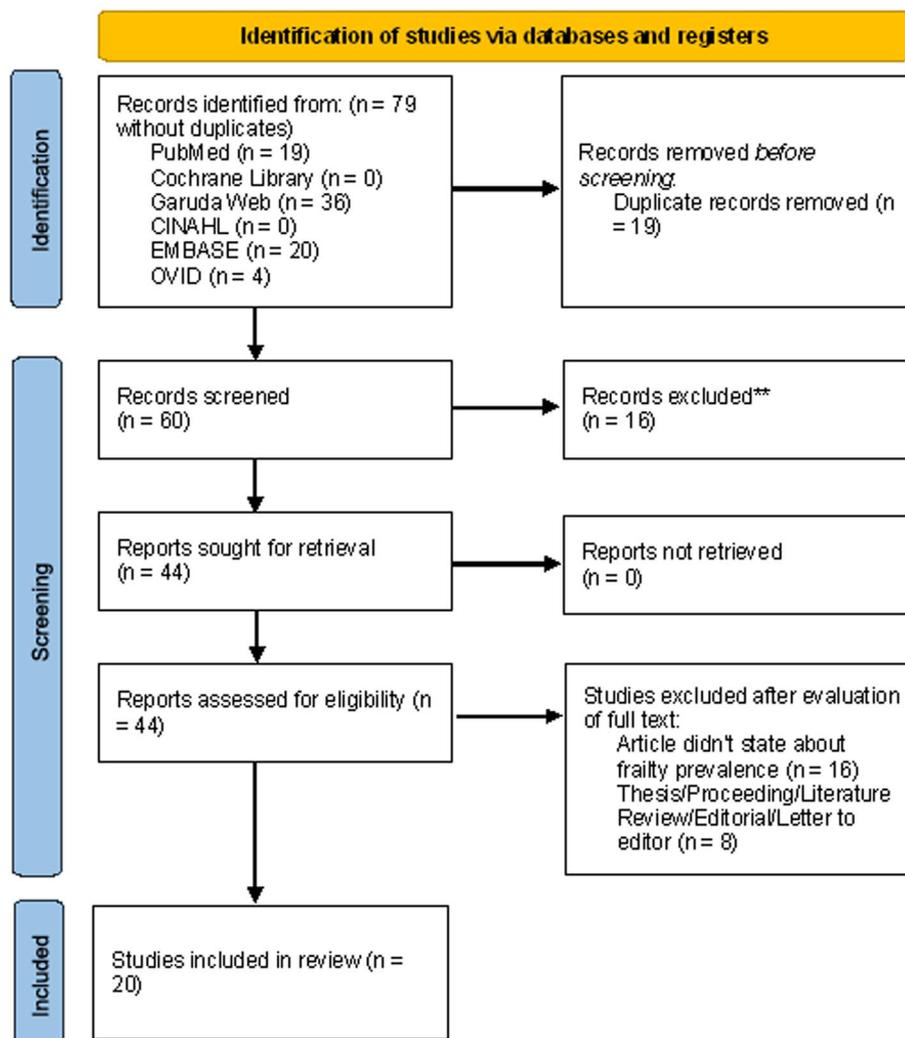 Identification of studies via databases and registers
Identification
Records identified from: (n = 79
without duplicates)
PubMed (n = 19)
Cochrane Library (n = 0)
Garuda Web (n = 36)
CINAHL (n = 0)
EMBASE (n = 20)
OVID (n = 4)
Records removed before
screening:
Duplicate records removed (n
= 19)
Screening
Records screened
(n = 60)
Records excluded**
(n = 16)
Reports sought for retrieval
(n = 44)
Reports not retrieved
(n = 0)
Reports assessed for eligibility (n
= 44)
Studies excluded after evaluation
of full text:
Article didn't state about
frailty prevalence (n = 16)
Thesis/Proceeding/Literature
Review/Editorial/Letter to
editor (n = 8)
Included
Studies included in review (n =
20)